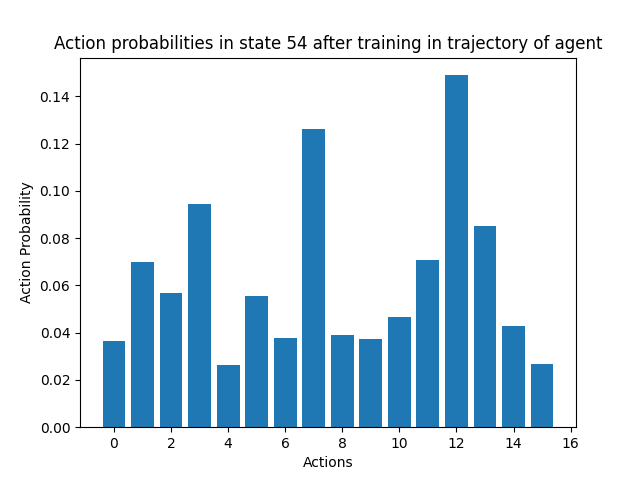 Action probabilities in state 54 after training in trajectory of agent
0.14
0.12
0.10
0.08
0.06
0.04
0.02
0.00
Action Probability
0 2 4 6 8 10 12 14 16
Actions